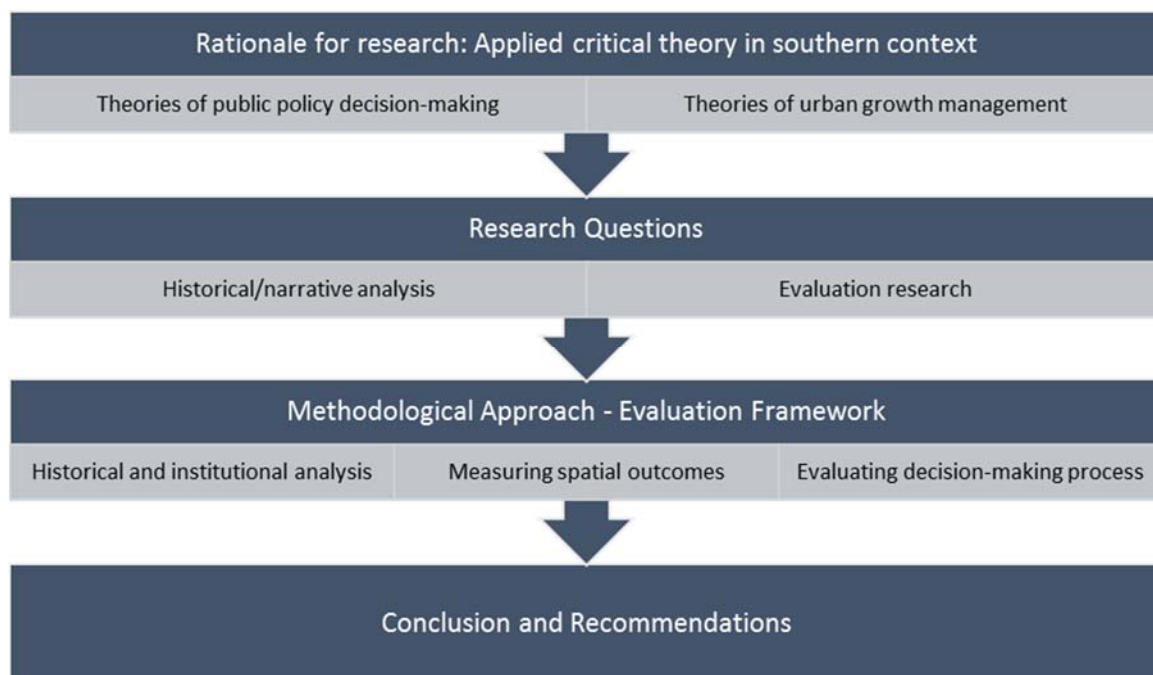 Rationale for research: Applied critical theory in southern context
Theories of public policy decision-making
Theories of urban growth management
Research Questions
Historical/narrative analysis
Evaluation research
Methodological Approach - Evaluation Framework
Historical and institutional analysis
Measuring spatial outcomes
Evaluating decision-making process
Conclusion and Recommendations